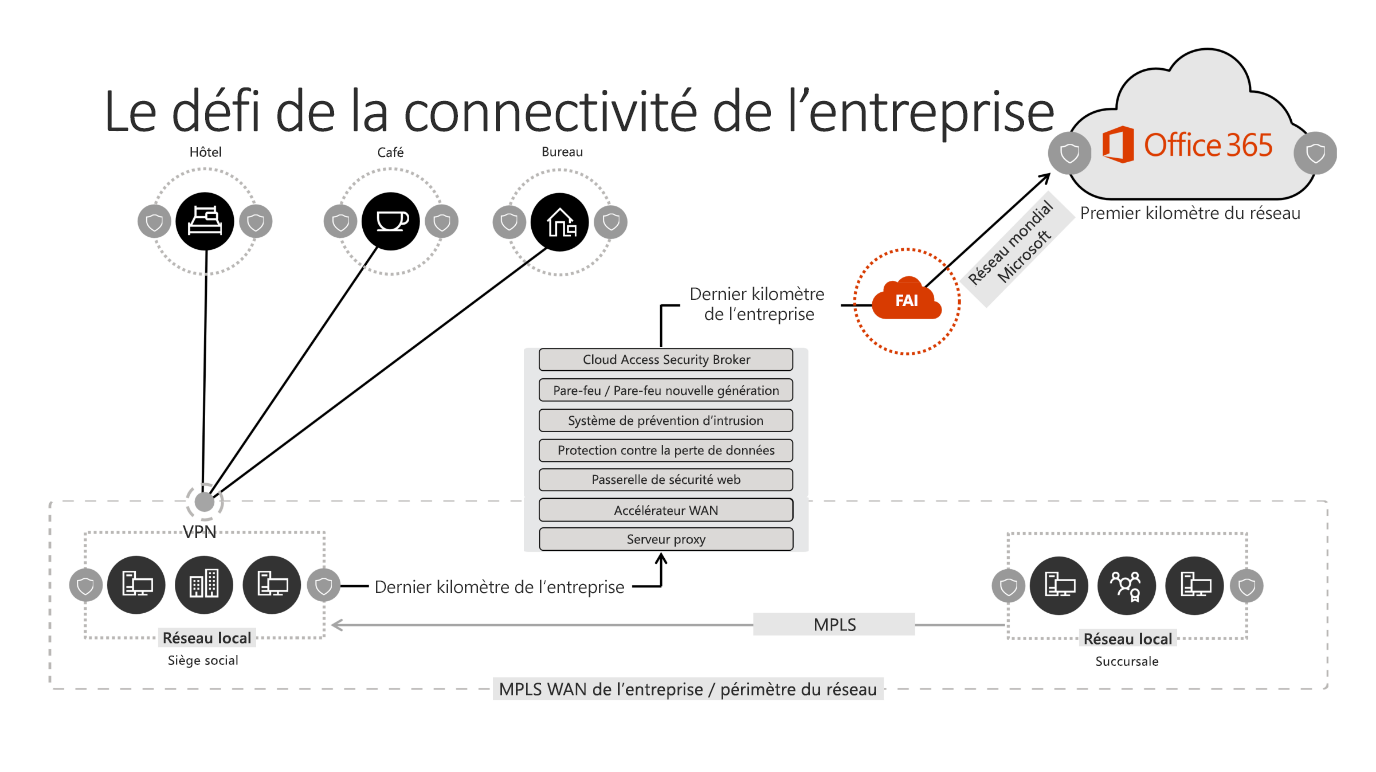 Le défi de la connectivité de l’entreprise
Office 365
Premier kilomètre du réseau
Hôtel
Café
Bureau
Réseau mondial
Microsoft
FAI
Dernier kilomètre
de l’entreprise
Cloud Access Security Broker
Pare-feu / Pare-feu nouvelle génération
Système de prévention d’intrusion
Protection contre la perte de données
Passerelle de sécurité web
Accélérateur WAN
Serveur proxy
VPN
Dernier kilomètre de l’entreprise
MPLS
Réseau local
Siège social
Réseau local
Succursale
MPLS WAN de l’entreprise / périmètre du réseau